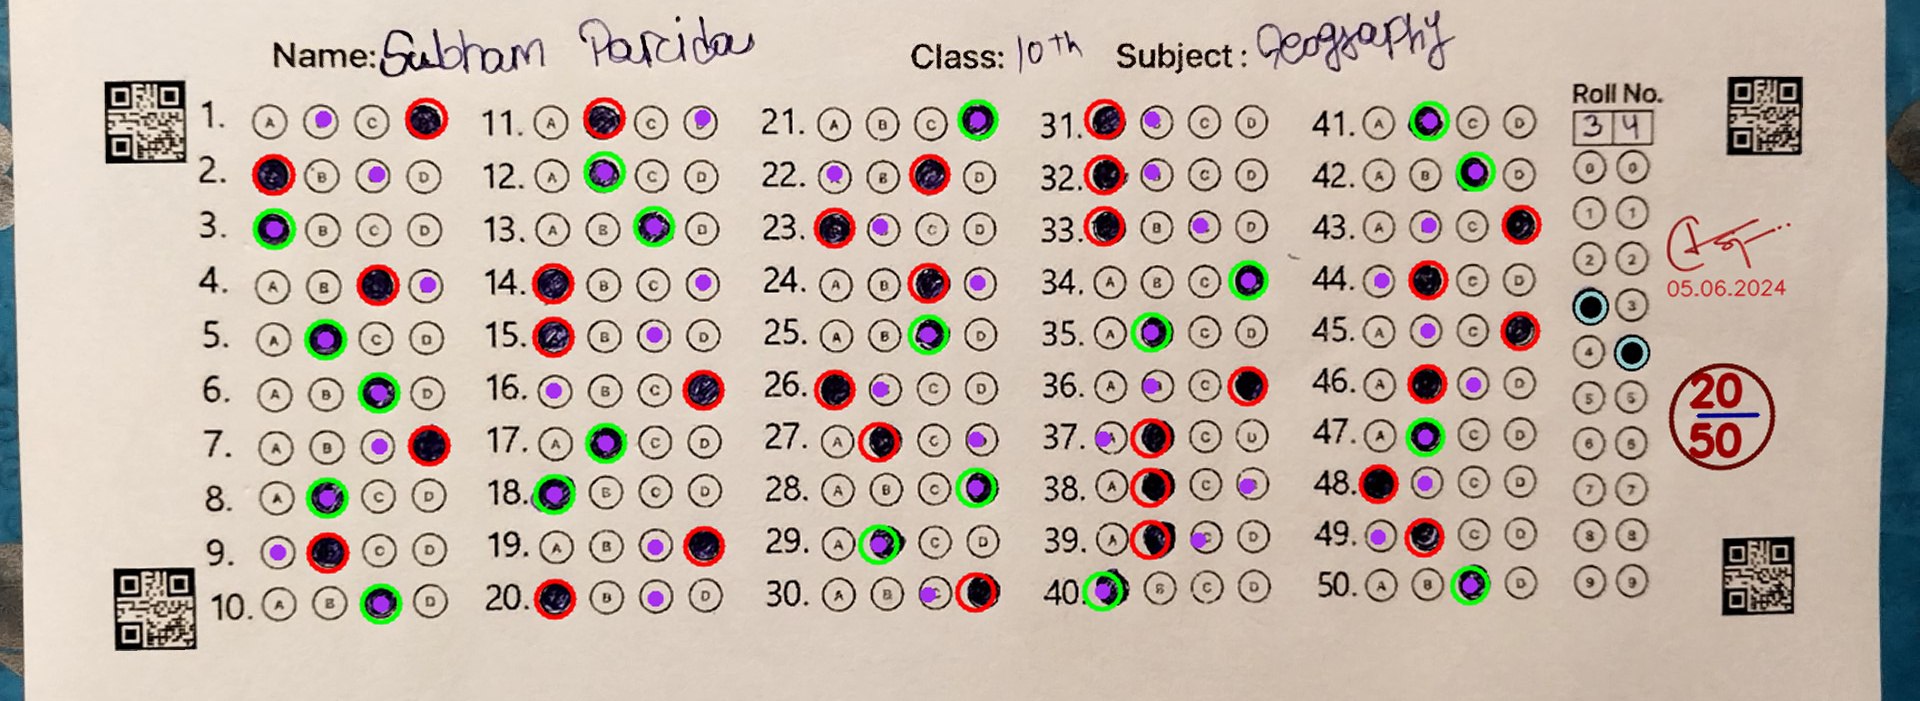 Name: Subham Parcida Class: 10th Subject: Geography
Roll No.
3 4
1. A C 11. A C 21. A B C 31. C D 41. A C D 0 0
2. B D 12. A C D 22. B D 32. C D 42. A B D 1 1
3. B C D 13. A B D 23. C D 33. B D 43. A C 2 2
4. A B 14. B C 24. A B 34. A B C 44. C D 3
5. A C D 15. B D 25. A B D 35. A C D 45. A C 4
6. A B D 16. B C 26. C D 36. A C 46. A D 5 5
7. A B 17. A C D 27. A C 37. C D 47. A C D 6 6
8. A C D 18. B C D 28. A B C 38. A C 48. C D 7 7
9. C D 19. A B 29. A C D 39. A C D 49. C D 8 8
10. A B D 20. B D 30. A B C 40. B C D 50. A B D 9 9
05.06.2024
20
50